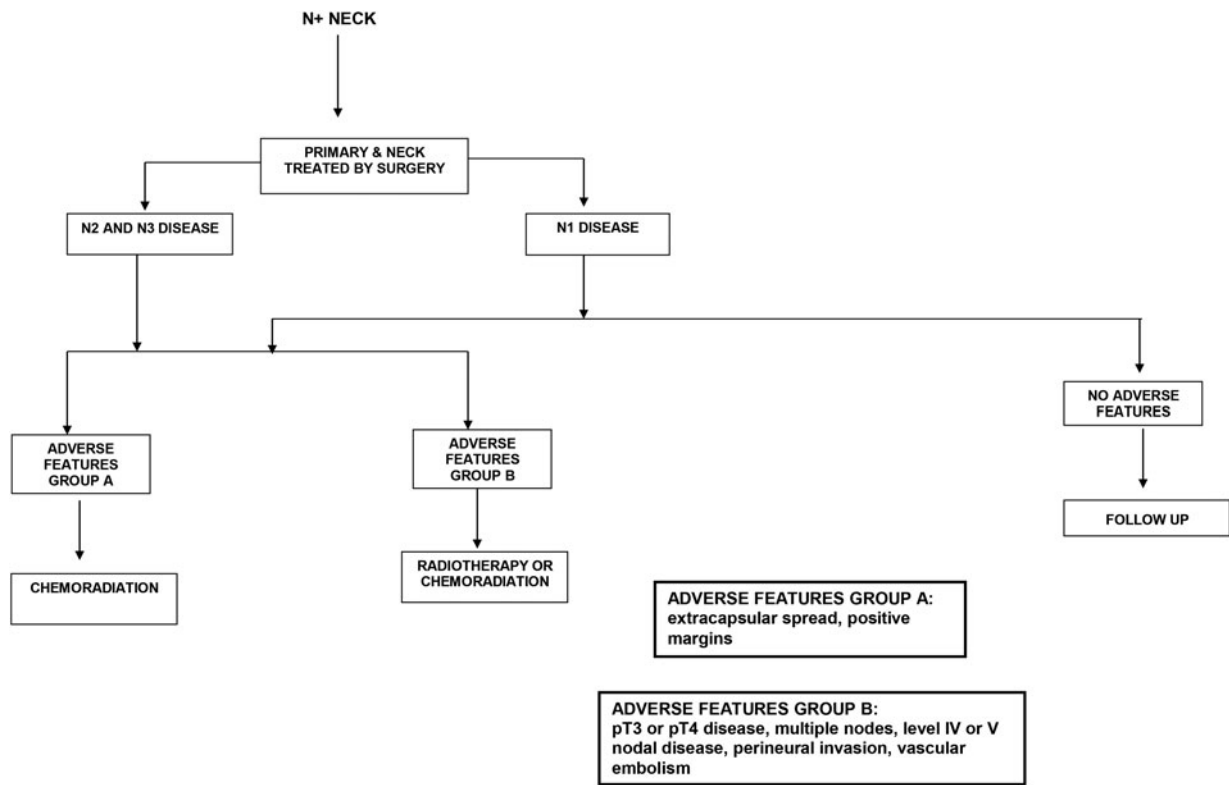 N+ NECK
PRIMARY & NECK
TREATED BY SURGERY
N2 AND N3 DISEASE
N1 DISEASE
NO ADVERSE
FEATURES
ADVERSE
FEATURES
GROUP A
ADVERSE
FEATURES
GROUP B
FOLLOW UP
CHEMORADIATION
RADIOTHERAPY OR
CHEMORADIATION
ADVERSE FEATURES GROUP A:
extracapsular spread, positive
margins
ADVERSE FEATURES GROUP B:
pT3 or pT4 disease, multiple nodes, level IV or V
nodal disease, perineural invasion, vascular
embolism